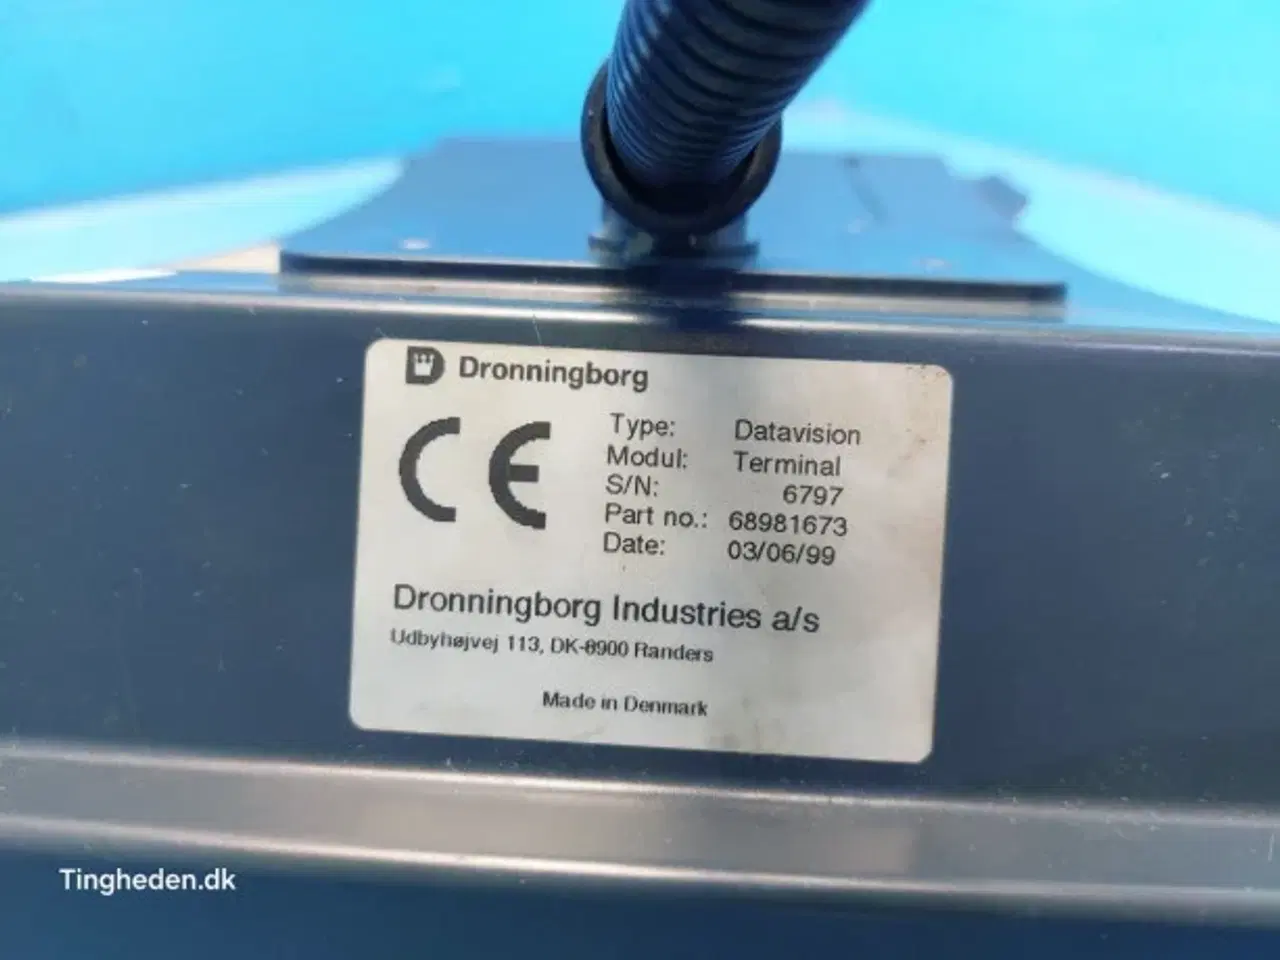 Dronningborg
CE
Type: Datavision
Modul: Terminal
S/N: 6797
Part no.: 68981673
Date: 03/06/99
Dronningborg Industries a/s
Udbyhøjvej 113, DK-8900 Randers
Made in Denmark
Tingheden.dk